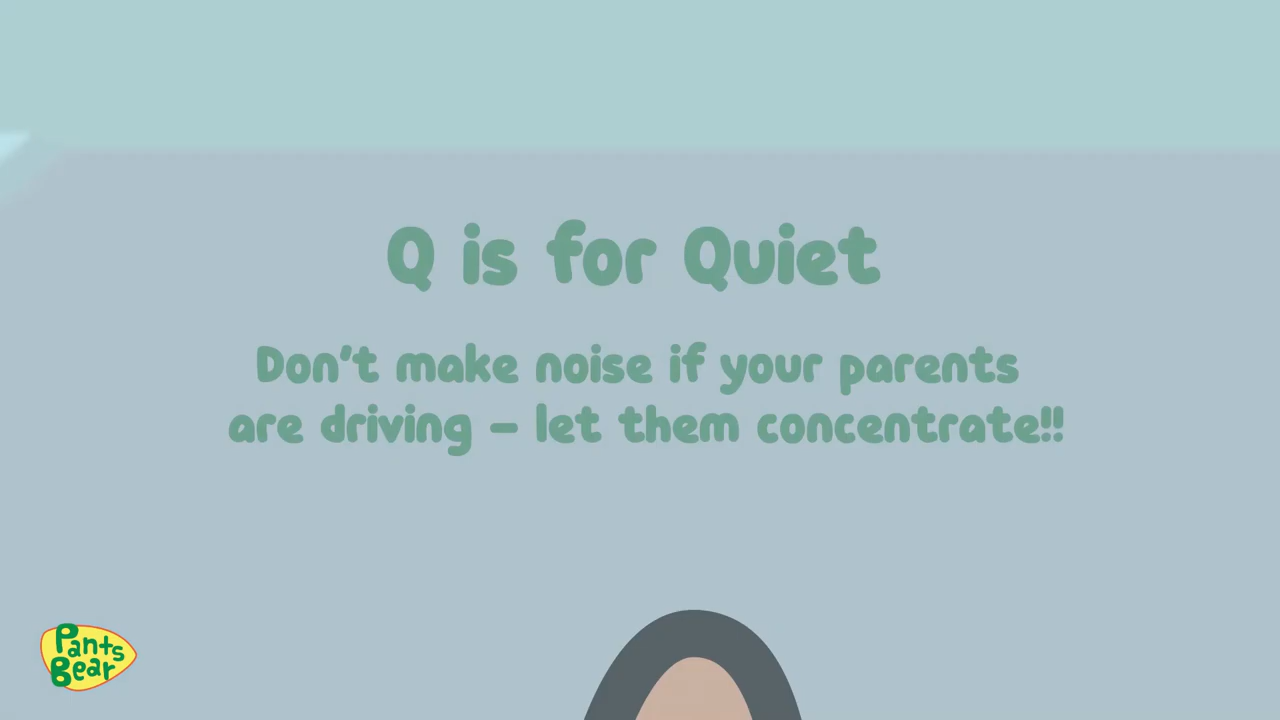 Q is for Quiet
Don't make noise if your parents
are driving – let them concentrate!!
Pants
Bear